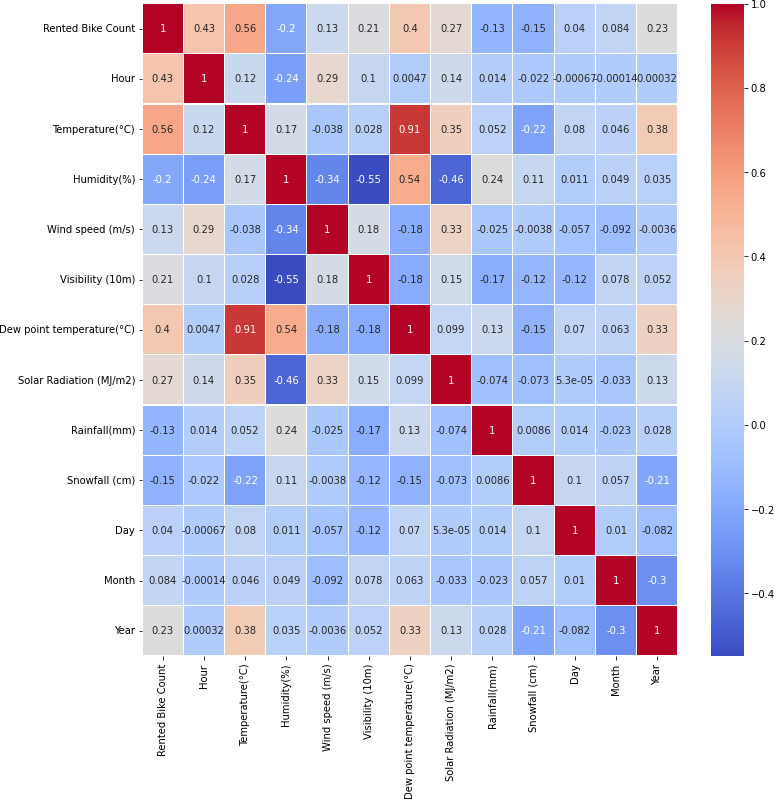 Rented Bike Count 1 0.43 0.56 -0.2 0.13 0.21 0.4 0.27 -0.13 -0.15 0.04 0.084 0.23
Hour 0.43 1 0.12 -0.24 0.29 0.1 0.0047 0.14 0.014 -0.022 -0.00067 -0.00014 0.00032
Temperature(°C) 0.56 0.12 1 0.17 -0.038 0.028 0.91 0.35 0.052 -0.22 0.08 0.046 0.38
Humidity(%) -0.2 -0.24 0.17 1 -0.34 -0.55 0.54 -0.46 0.24 0.11 0.011 0.049 0.035
Wind speed (m/s) 0.13 0.29 -0.038 -0.34 1 0.18 -0.18 0.33 -0.025 -0.0038 -0.057 -0.092 -0.0036
Visibility (10m) 0.21 0.1 0.028 -0.55 0.18 1 -0.18 0.15 -0.17 -0.12 -0.12 0.078 0.052
Dew point temperature(°C) 0.4 0.0047 0.91 0.54 -0.18 -0.18 1 0.099 0.13 -0.15 0.07 0.063 0.33
Solar Radiation (MJ/m2) 0.27 0.14 0.35 -0.46 0.33 0.15 0.099 1 -0.074 -0.073 5.3e-05 -0.033 0.13
Rainfall(mm) -0.13 0.014 0.052 0.24 -0.025 -0.17 0.13 -0.074 1 0.0086 0.014 -0.023 0.028
Snowfall (cm) -0.15 -0.022 -0.22 0.11 -0.0038 -0.12 -0.15 -0.073 0.0086 1 0.1 0.057 -0.21
Day 0.04 -0.00067 0.08 0.011 -0.057 -0.12 0.07 5.3e-05 0.014 0.1 1 0.01 -0.082
Month 0.084 -0.00014 0.046 0.049 -0.092 0.078 0.063 -0.033 -0.023 0.057 0.01 1 -0.3
Year 0.23 0.00032 0.38 0.035 -0.0036 0.052 0.33 0.13 0.028 -0.21 -0.082 -0.3 1
Rented Bike Count
Hour
Temperature(°C)
Humidity(%)
Wind speed (m/s)
Visibility (10m)
Dew point temperature(°C)
Solar Radiation (MJ/m2)
Rainfall(mm)
Snowfall (cm)
Day
Month
Year
1.0
0.8
0.6
0.4
0.2
0.0
−0.2
−0.4